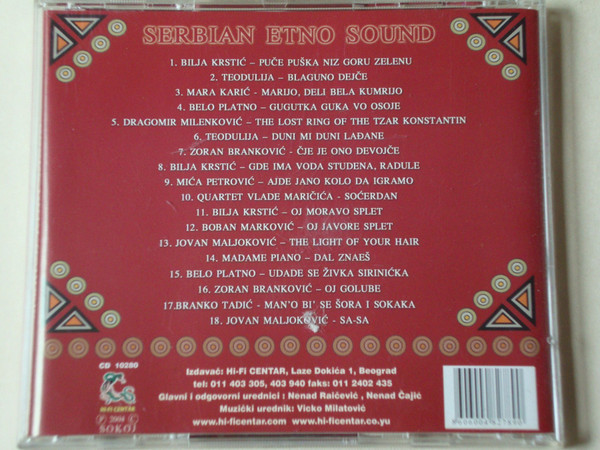 SERBIAN ETNO SOUND
1. BILJA KRSTIĆ – PUČE PUŠKA NIZ GORU ZELENU
2. TEODULIJA – BLAGUNO DEJČE
3. MARA KARIĆ - MARIJO, DELI BELA KUMRIJO
4. BELO PLATNO – GUGUTKA GUKA VO OSOJE
5. DRAGOMIR MILENKOVIĆ – THE LOST RING OF THE TZAR KONSTANTIN
6. TEODULIJA – DUNI MI DUNI LAĐANE
7. ZORAN BRANKOVIĆ - ČJE JE ONO DEVOJČE
8. BILJA KRSTIĆ – GDE IMA VODA STUDENA, RADULE
9. MIĆA PETROVIĆ – AJDE JANO KOLO DA IGRAMO
10. QUARTET VLADE MARIČIĆA - SOĆERDAN
11. BILJA KRSTIĆ – OJ MORAVO SPLET
12. BOBAN MARKOVIĆ – OJ JAVORE SPLET
13. JOVAN MALJOKOVIĆ – THE LIGHT OF YOUR HAIR
14. MADAME PIANO – DAL ZNAEŠ
15. BELO PLATNO – UDADE SE ŽIVKA SIRINIĆKA
16. ZORAN BRANKOVIĆ – OJ GOLUBE
17.BRANKO TADIĆ - MAN'O BI' SE ŠORA I SOKAKA
18. JOVAN MALJOKOVIĆ - SA-SA
CD 10280
HI-FI CENTAR
P 2004 C
SOKOJ
Izdavač: Hi-Fi CENTAR, Laze Dokića 1, Beograd
tel: 011 403 305, 403 940 faks: 011 2402 435
Glavni i odgovorni urednici : Nenad Raičević , Nenad Čajić
Muzički urednik: Vicko Milatović
www.hi-ficentar.com www.hi-ficentar.co.yu